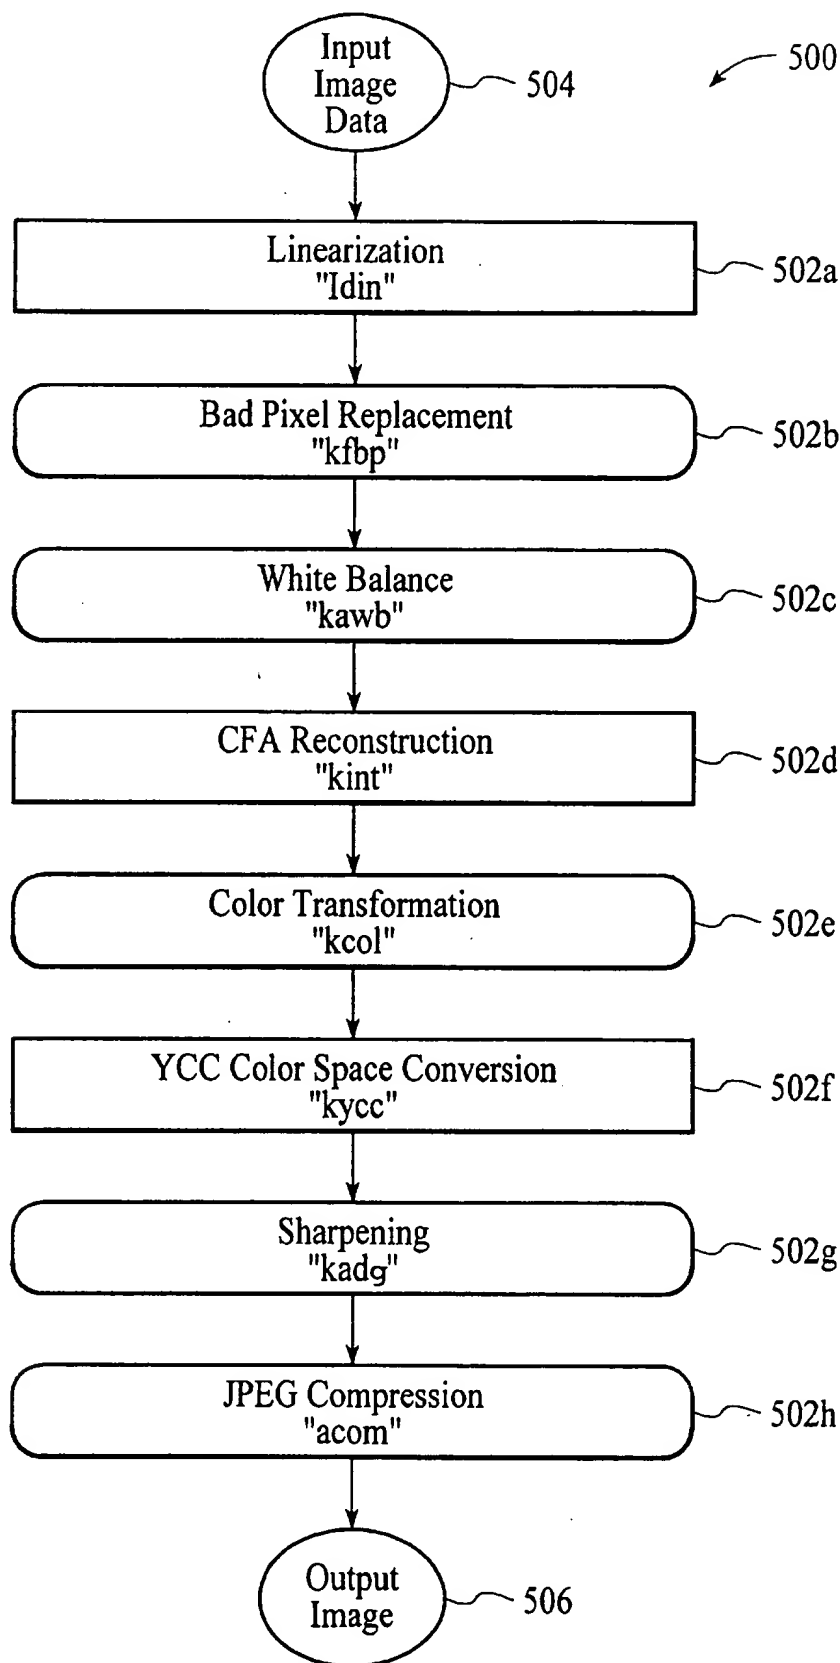 Input
Image
Data
504
500
Linearization
"Idin"
502a
Bad Pixel Replacement
"kfbp"
502b
White Balance
"kawb"
502c
CFA Reconstruction
"kint"
502d
Color Transformation
"kcol"
502e
YCC Color Space Conversion
"kycc"
502f
Sharpening
"kadg"
502g
JPEG Compression
"acom"
502h
Output
Image
506